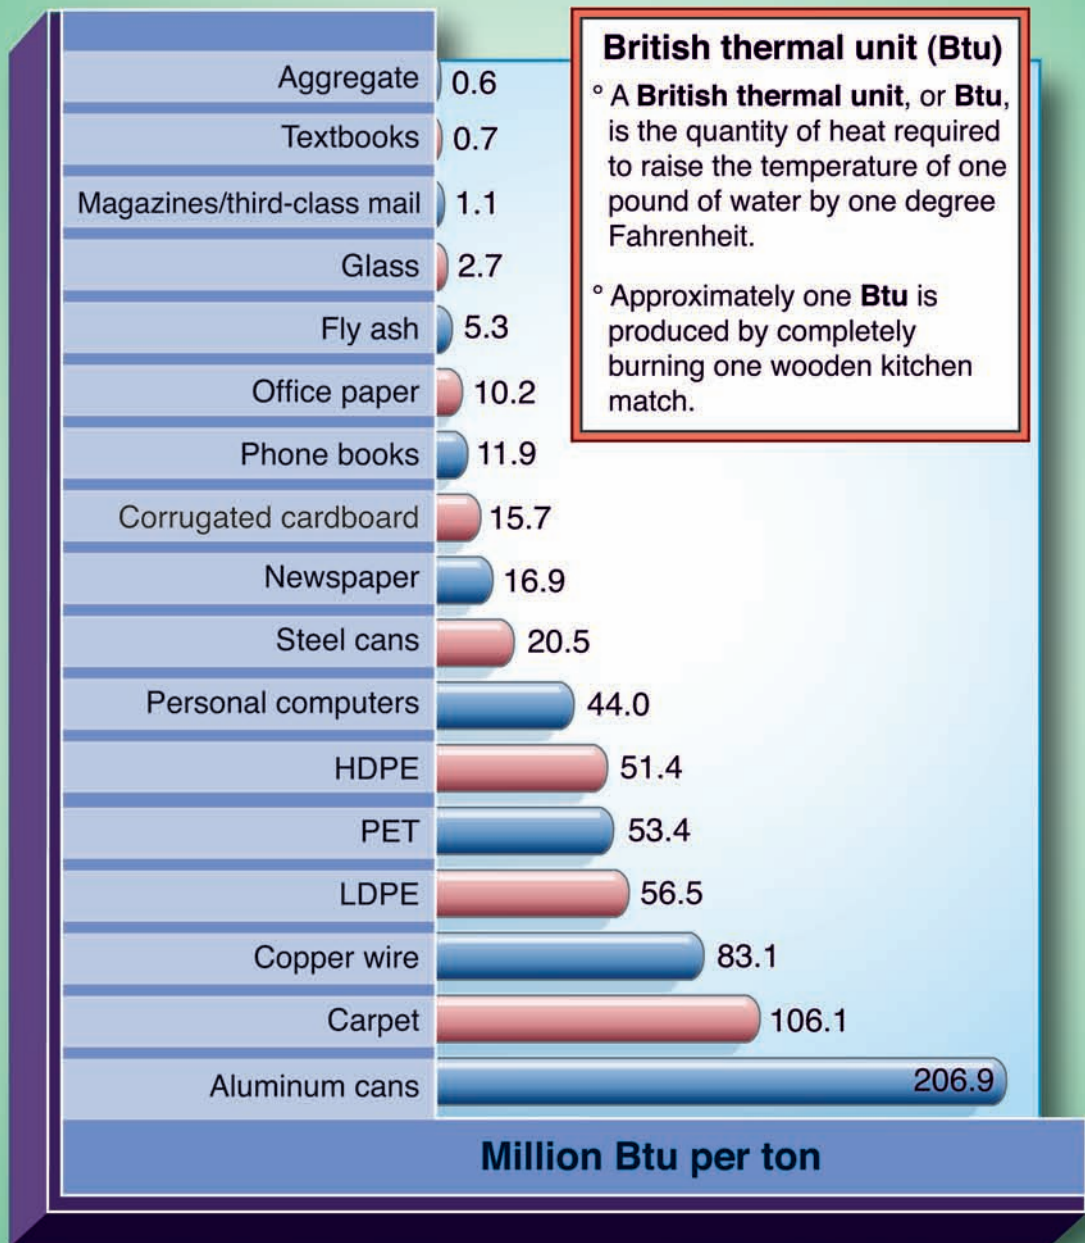 British thermal unit (Btu)
° A British thermal unit, or Btu,
is the quantity of heat required
to raise the temperature of one
pound of water by one degree
Fahrenheit.
° Approximately one Btu is
produced by completely
burning one wooden kitchen
match.
Aggregate 0.6
Textbooks 0.7
Magazines/third-class mail 1.1
Glass 2.7
Fly ash 5.3
Office paper 10.2
Phone books 11.9
Corrugated cardboard 15.7
Newspaper 16.9
Steel cans 20.5
Personal computers 44.0
HDPE 51.4
PET 53.4
LDPE 56.5
Copper wire 83.1
Carpet 106.1
Aluminum cans 206.9
Million Btu per ton